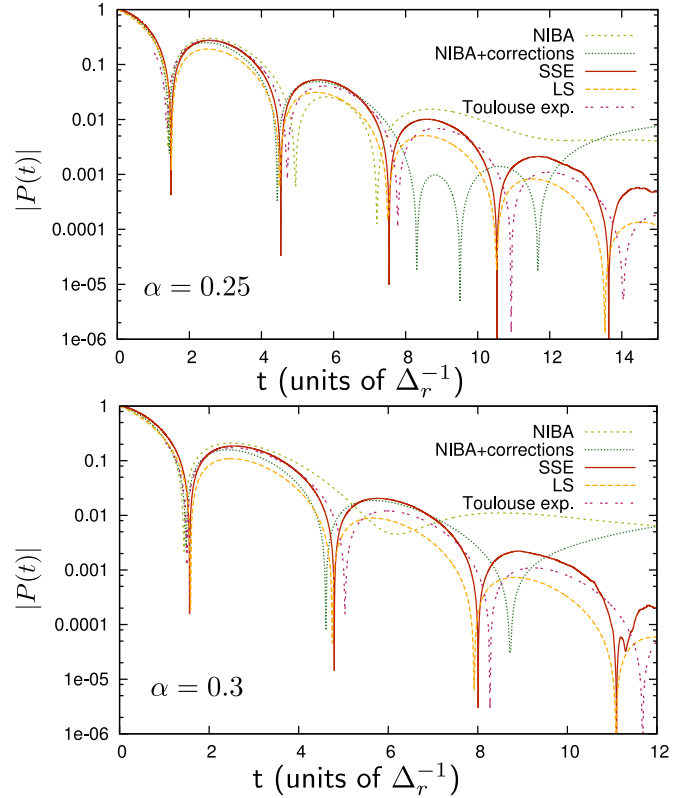 1
0.1
0.01
0.001
0.0001
1e-05
1e-06
|P(t)|
NIBA
NIBA+corrections
SSE
LS
Toulouse exp.
α = 0.25
0 2 4 6 8 10 12 14
t (units of Δ_r^{-1})
1
0.1
0.01
0.001
0.0001
1e-05
1e-06
|P(t)|
NIBA
NIBA+corrections
SSE
LS
Toulouse exp.
α = 0.3
0 2 4 6 8 10 12
t (units of Δ_r^{-1})